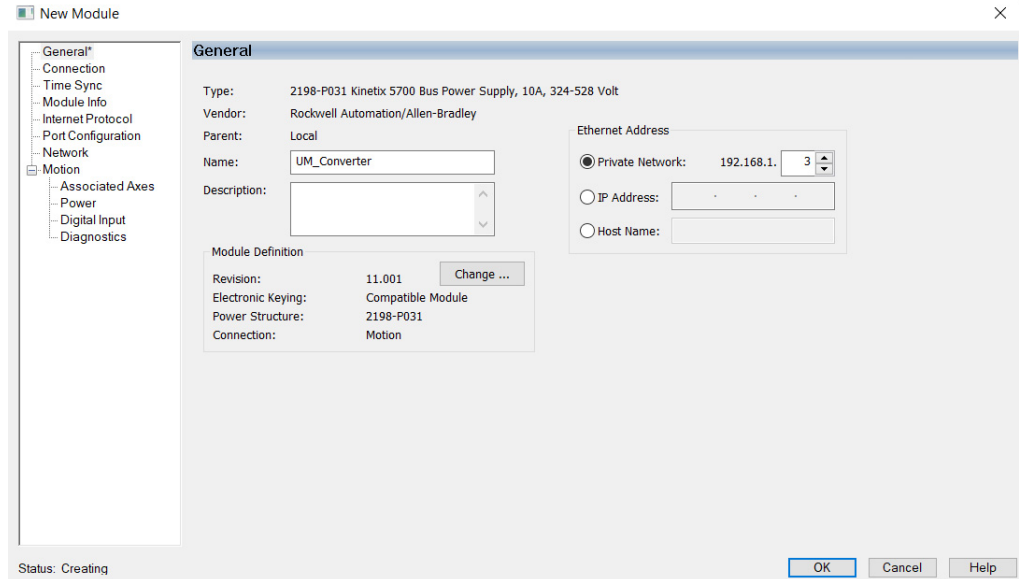 New Module
General*
Connection
Time Sync
Module Info
Internet Protocol
Port Configuration
Network
Motion
Associated Axes
Power
Digital Input
Diagnostics
General
Type: 2198-P031 Kinetix 5700 Bus Power Supply, 10A, 324-528 Volt
Vendor: Rockwell Automation/Allen-Bradley
Parent: Local
Name: UM_Converter
Description:
Module Definition
Revision: 11.001 Change ...
Electronic Keying: Compatible Module
Power Structure: 2198-P031
Connection: Motion
Ethernet Address
Private Network: 192.168.1. 3
IP Address: . . .
Host Name:
Status: Creating
OK Cancel Help